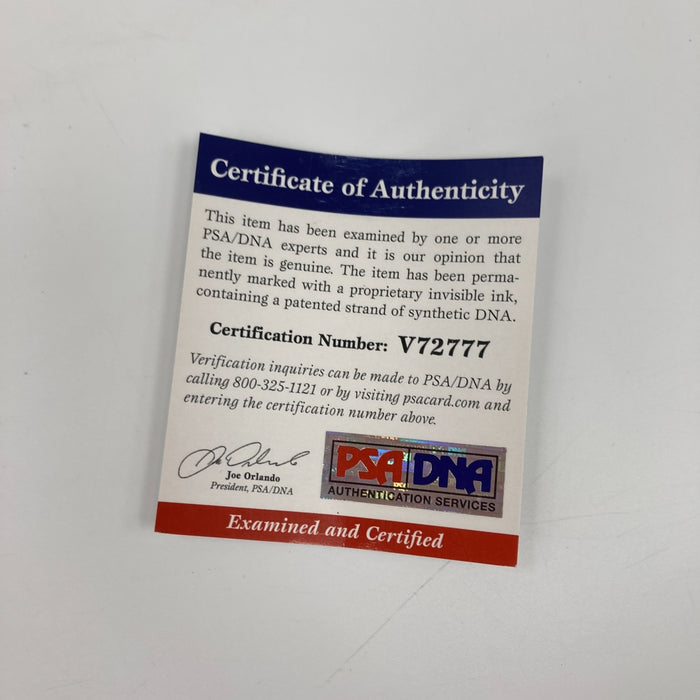 Certificate of Authenticity
This item has been examined by one or more
PSA/DNA experts and it is our opinion that
the item is genuine. The item has been perma-
nently marked with a proprietary invisible ink,
containing a patented strand of synthetic DNA.
Certification Number: V72777
Verification inquiries can be made to PSA/DNA by
calling 800-325-1121 or by visiting psacard.com and
entering the certification number above.
Joe Orlando
President, PSA/DNA
PSA DNA
AUTHENTICATION SERVICES
Examined and Certified